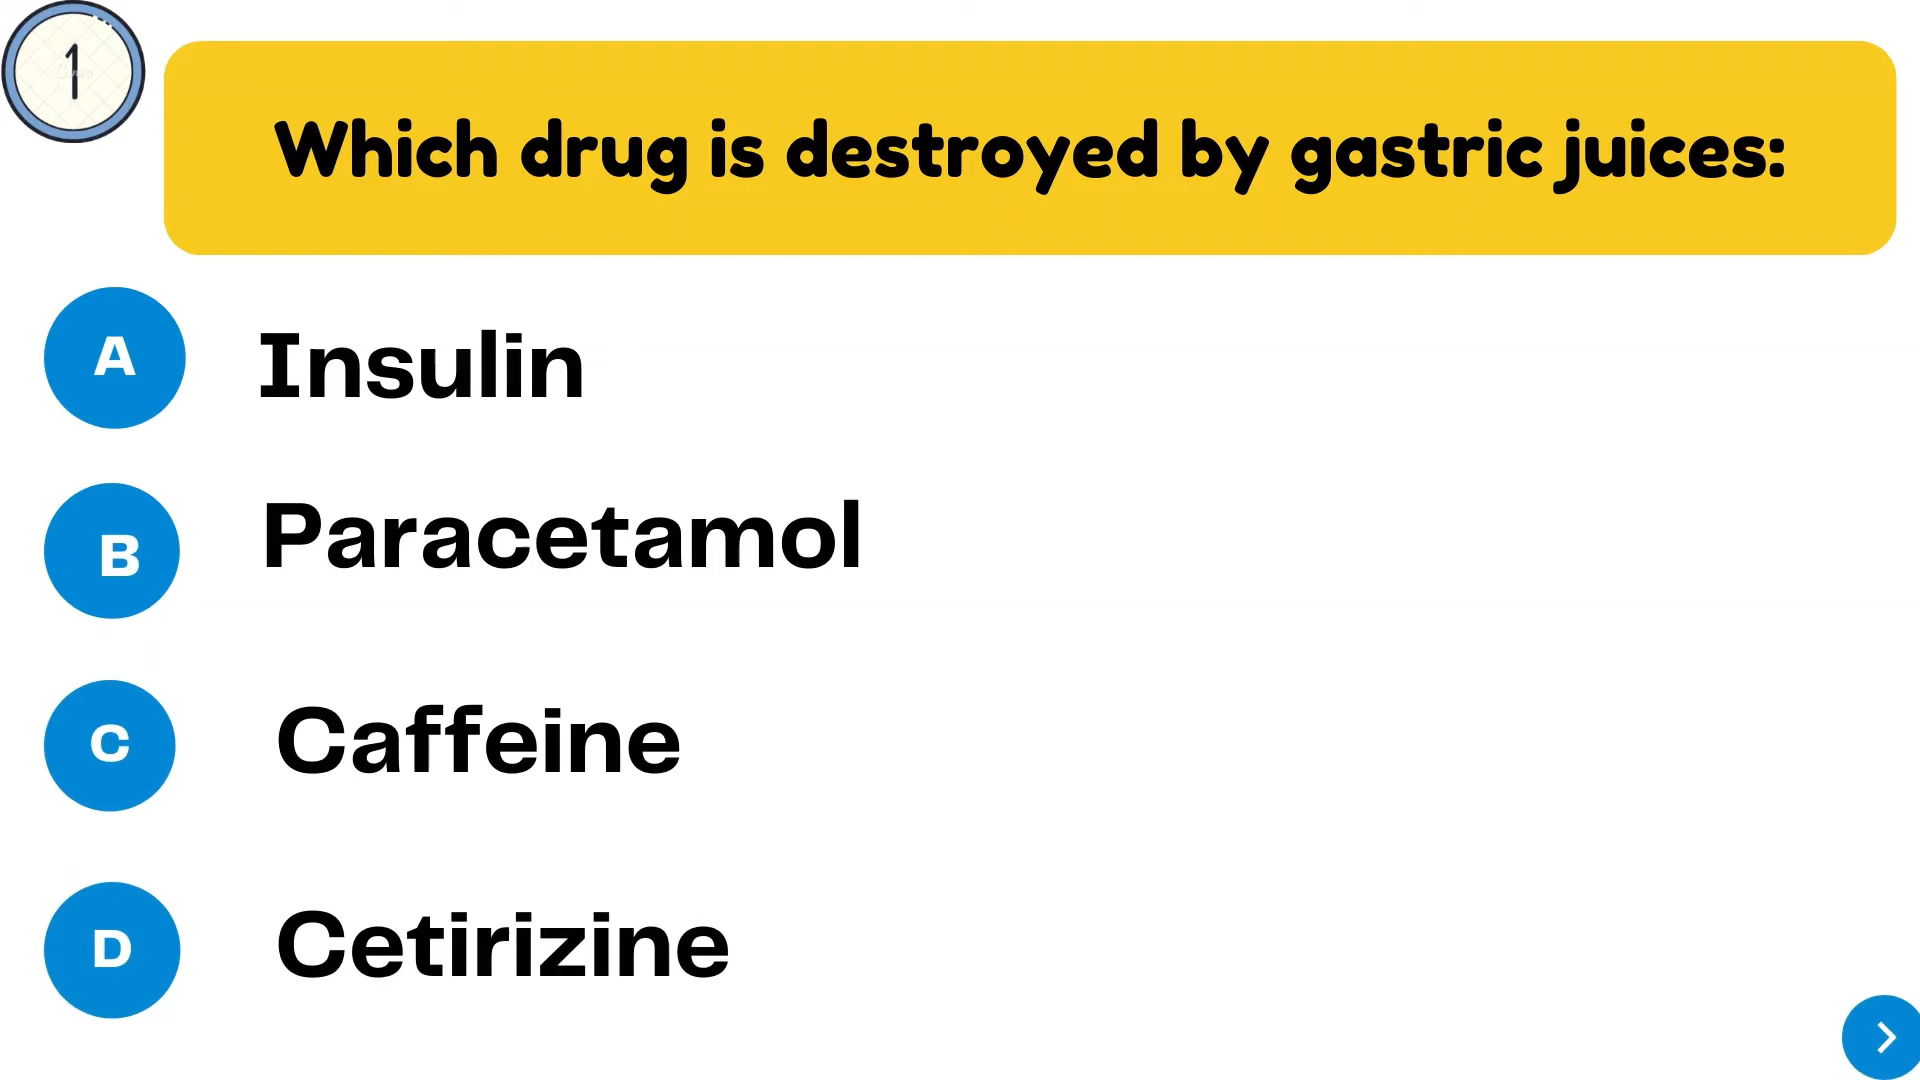 1
Which drug is destroyed by gastric juices:
A Insulin
B Paracetamol
C Caffeine
D Cetirizine